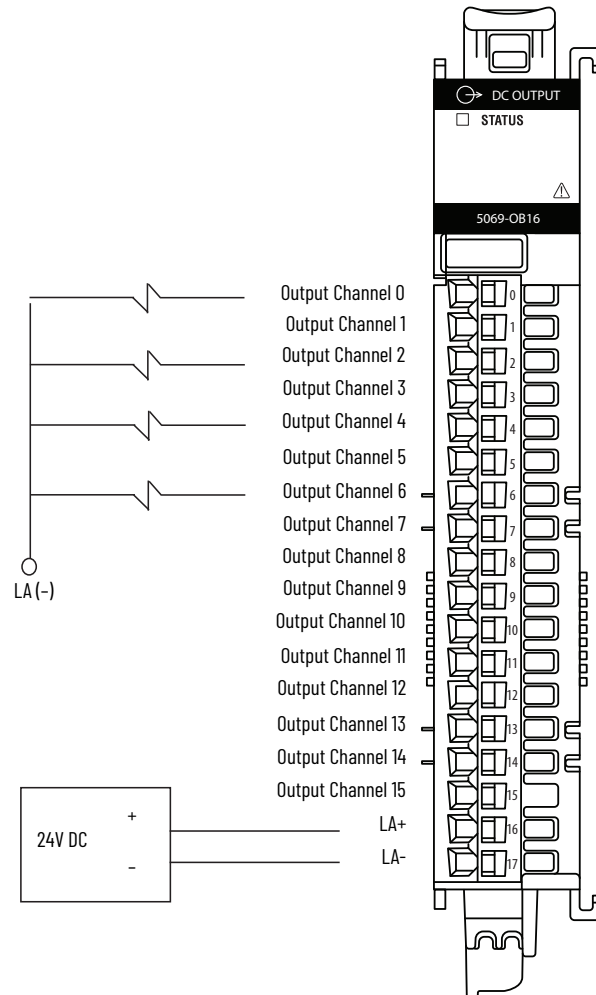 DC OUTPUT
STATUS
5069-OB16
Output Channel 0
0
Output Channel 1
1
Output Channel 2
2
Output Channel 3
3
Output Channel 4
4
Output Channel 5
5
Output Channel 6
6
Output Channel 7
7
Output Channel 8
8
Output Channel 9
9
Output Channel 10
10
Output Channel 11
11
Output Channel 12
12
Output Channel 13
13
Output Channel 14
14
Output Channel 15
15
LA+
16
LA-
17
LA (-)
24V DC
+
-